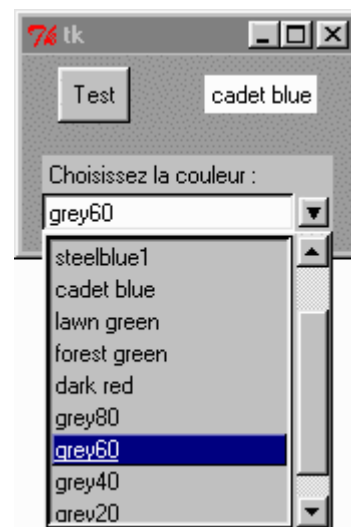 tk
Test
cadet blue
Choisissez la couleur :
grey60
steelblue1
cadet blue
lawn green
forest green
dark red
grey80
grey60
grey40
grey20